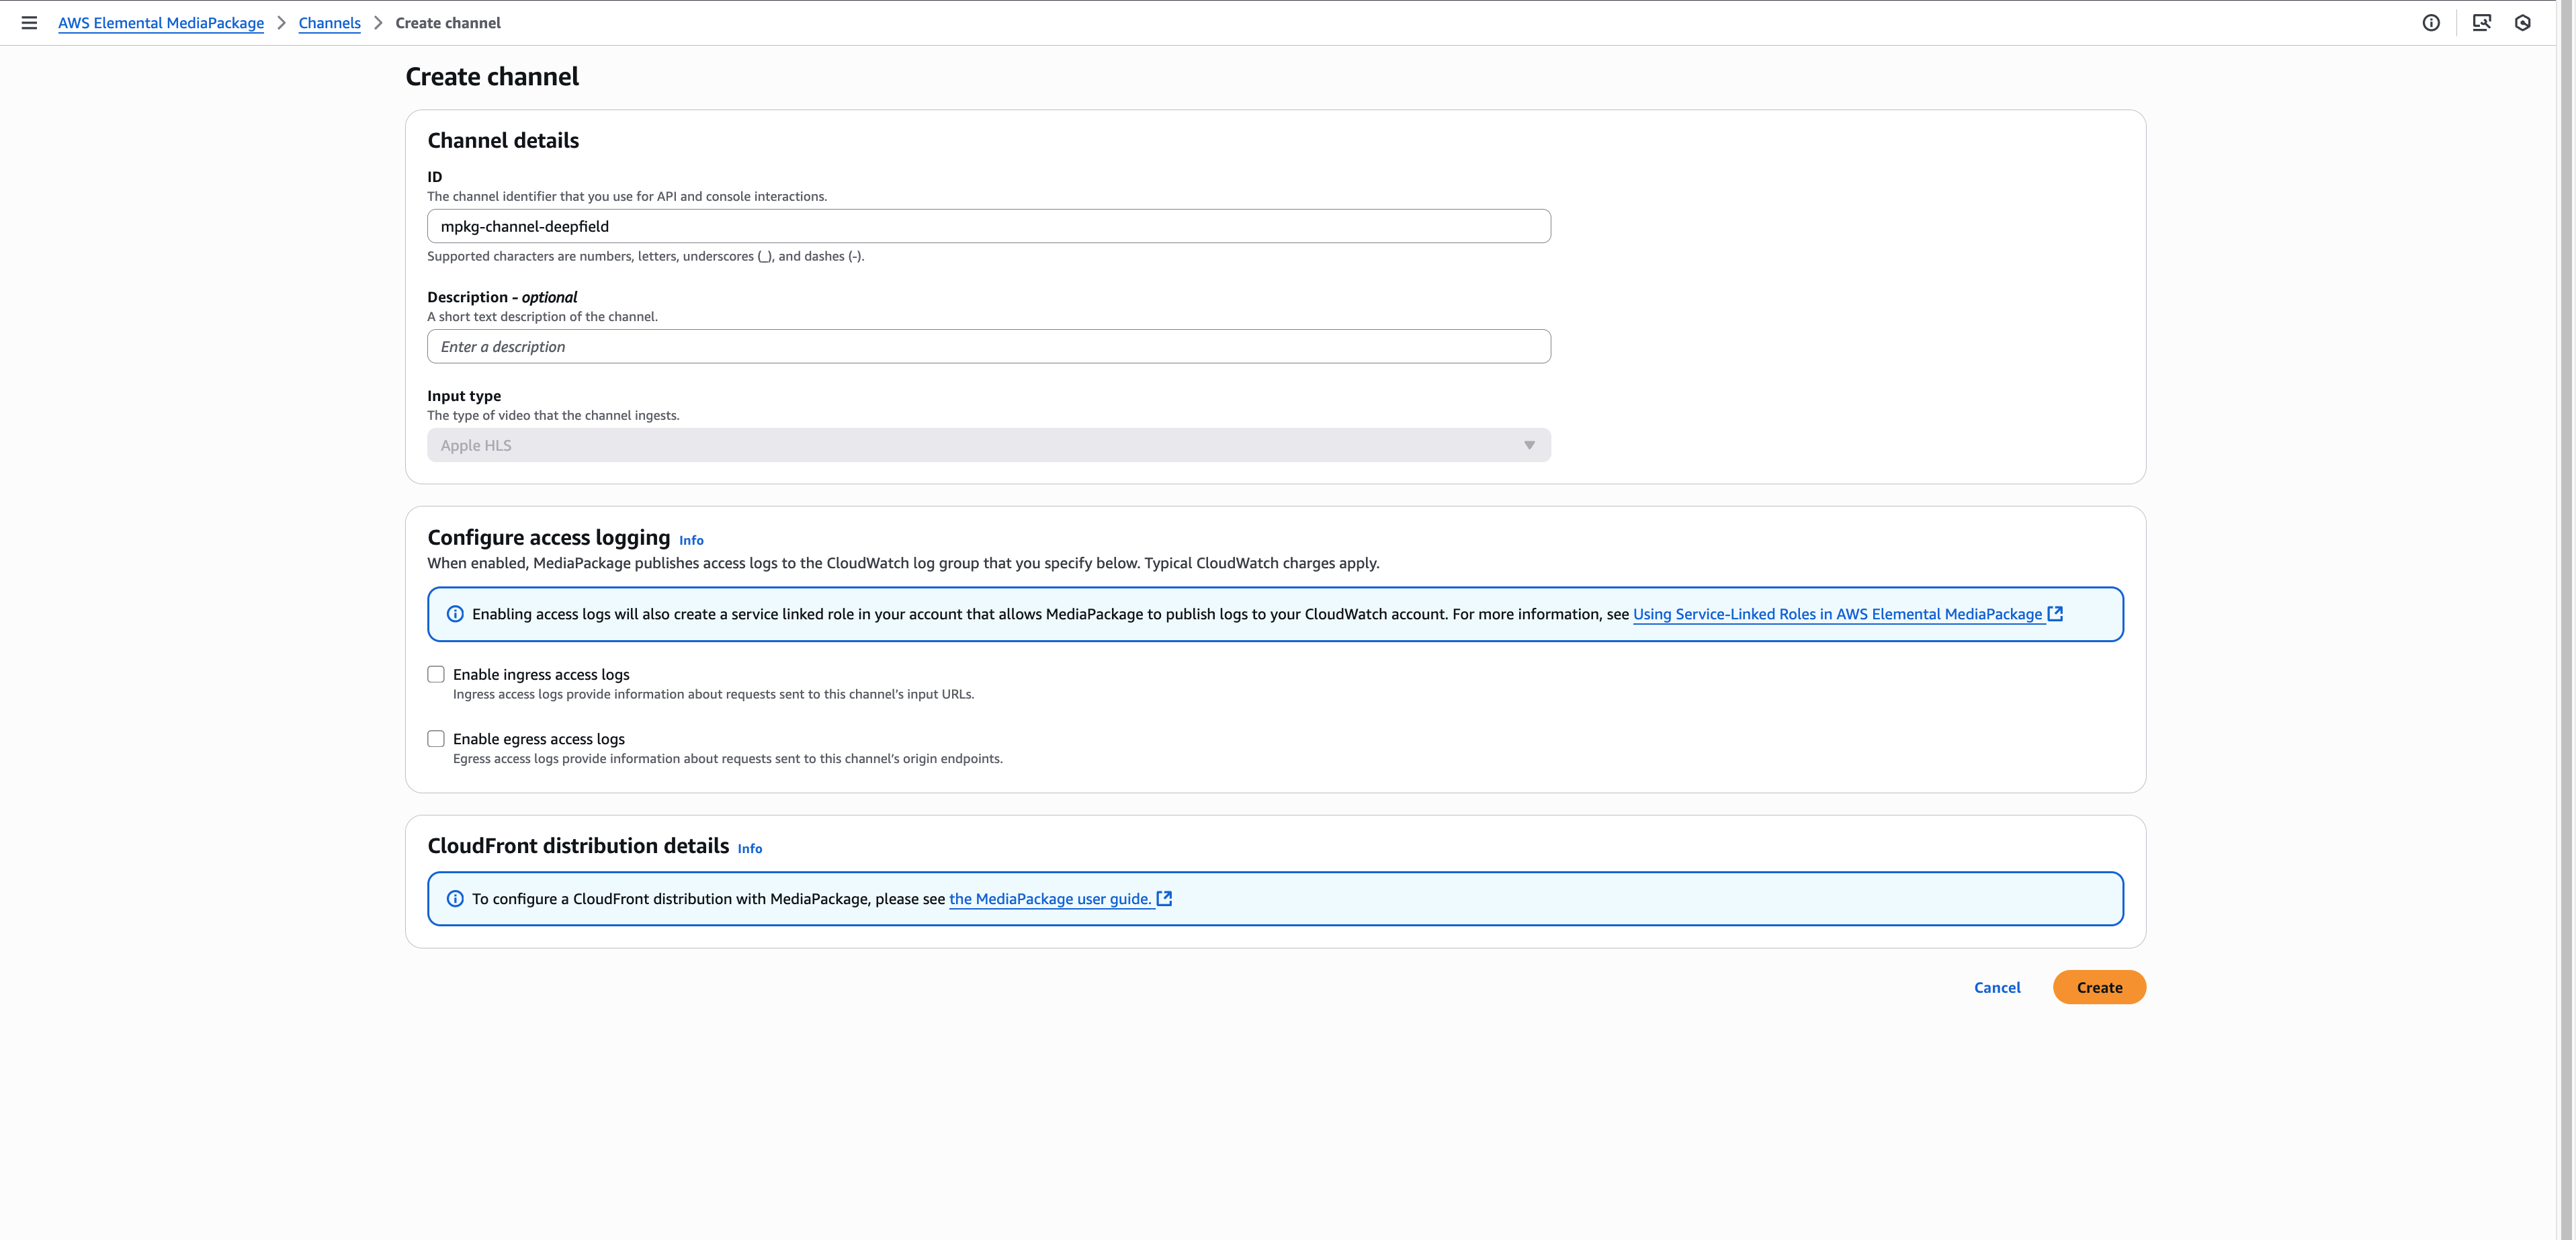 AWS Elemental MediaPackage > Channels > Create channel
Create channel
Channel details
ID
The channel identifier that you use for API and console interactions.
mpkg-channel-deepfield
Supported characters are numbers, letters, underscores (_), and dashes (-).
Description - optional
A short text description of the channel.
Enter a description
Input type
The type of video that the channel ingests.
Apple HLS
Configure access logging Info
When enabled, MediaPackage publishes access logs to the CloudWatch log group that you specify below. Typical CloudWatch charges apply.
Enabling access logs will also create a service linked role in your account that allows MediaPackage to publish logs to your CloudWatch account. For more information, see Using Service-Linked Roles in AWS Elemental MediaPackage
Enable ingress access logs
Ingress access logs provide information about requests sent to this channel's input URLs.
Enable egress access logs
Egress access logs provide information about requests sent to this channel's origin endpoints.
CloudFront distribution details Info
To configure a CloudFront distribution with MediaPackage, please see the MediaPackage user guide.
Cancel Create